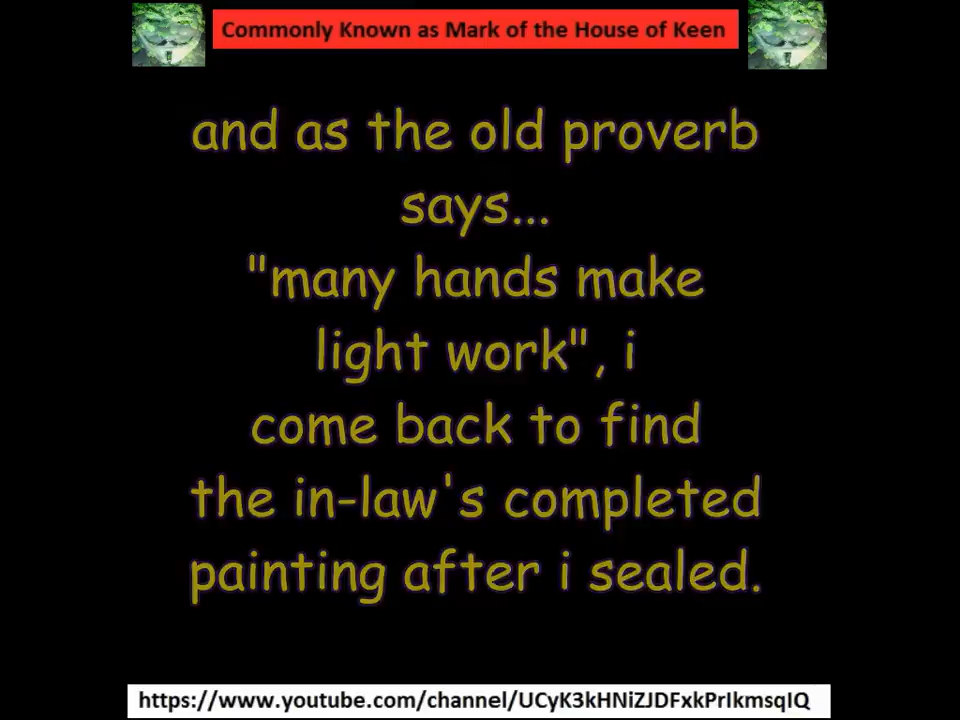 Commonly Known as Mark of the House of Keen
and as the old proverb
says...
"many hands make
light work", i
come back to find
the in-law's completed
painting after i sealed.
https://www.youtube.com/channel/UCyK3kHNiZJDFxkPrIkmsqIQ